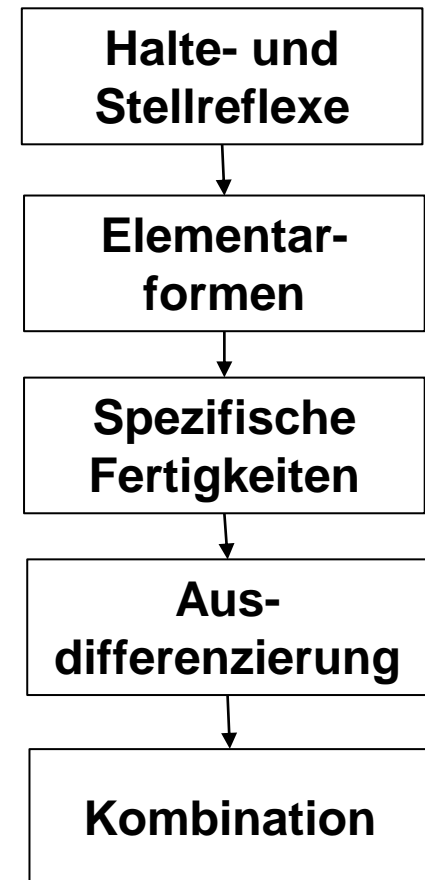 Halte- und
Stellreflexe
Elementar-
formen
Spezifische
Fertigkeiten
Aus-
differenzierung
Kombination